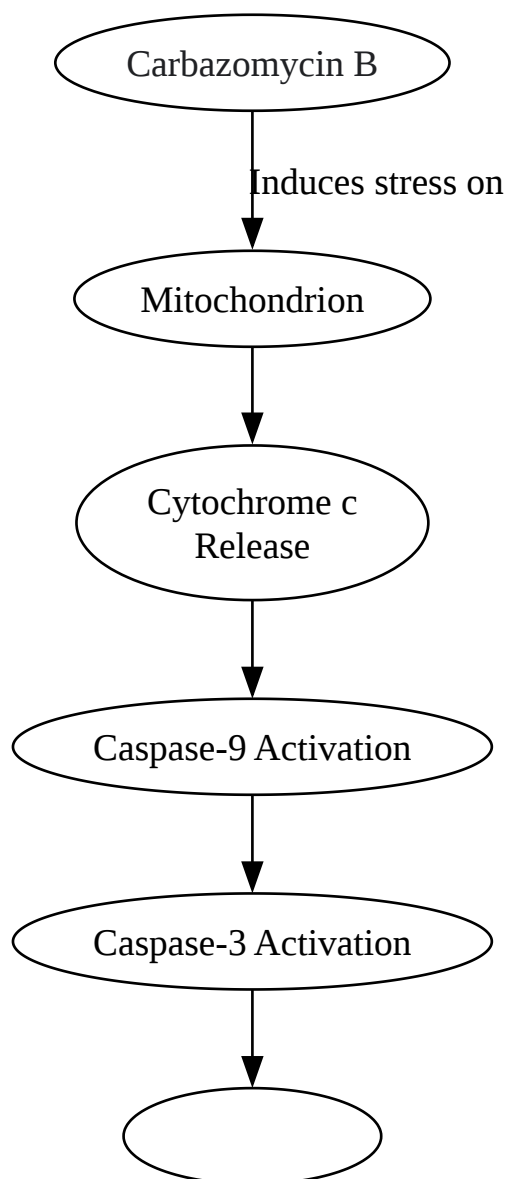 Carbazomycin B
Induces stress on
Mitochondrion
Cytochrome c
Release
Caspase-9 Activation
Caspase-3 Activation